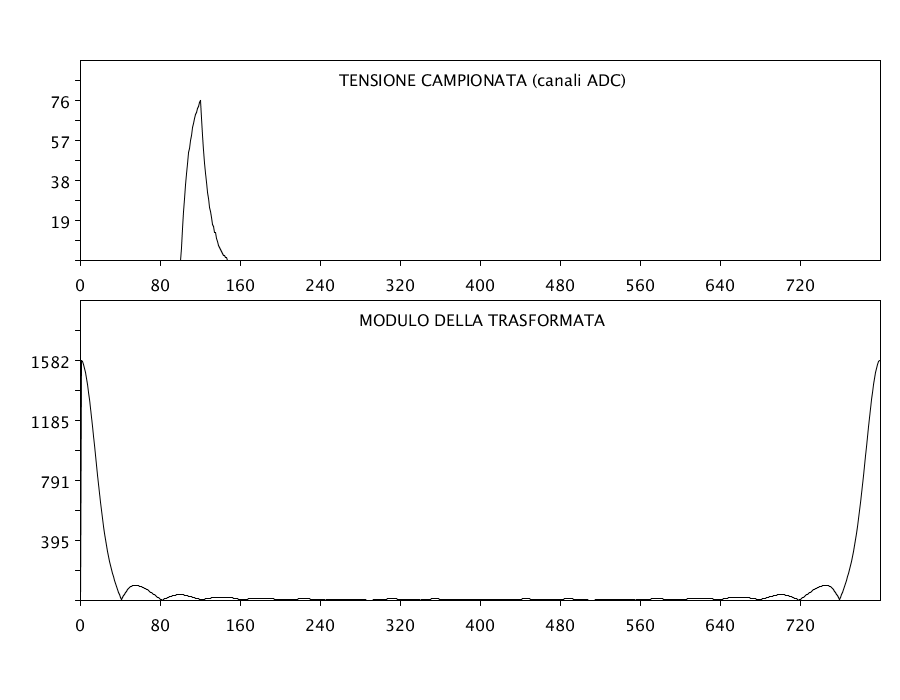 TENSIONE CAMPIONATA (canali ADC)
76
57
38
19
0 80 160 240 320 400 480 560 640 720
MODULO DELLA TRASFORMATA
1582
1185
791
395
0 80 160 240 320 400 480 560 640 720